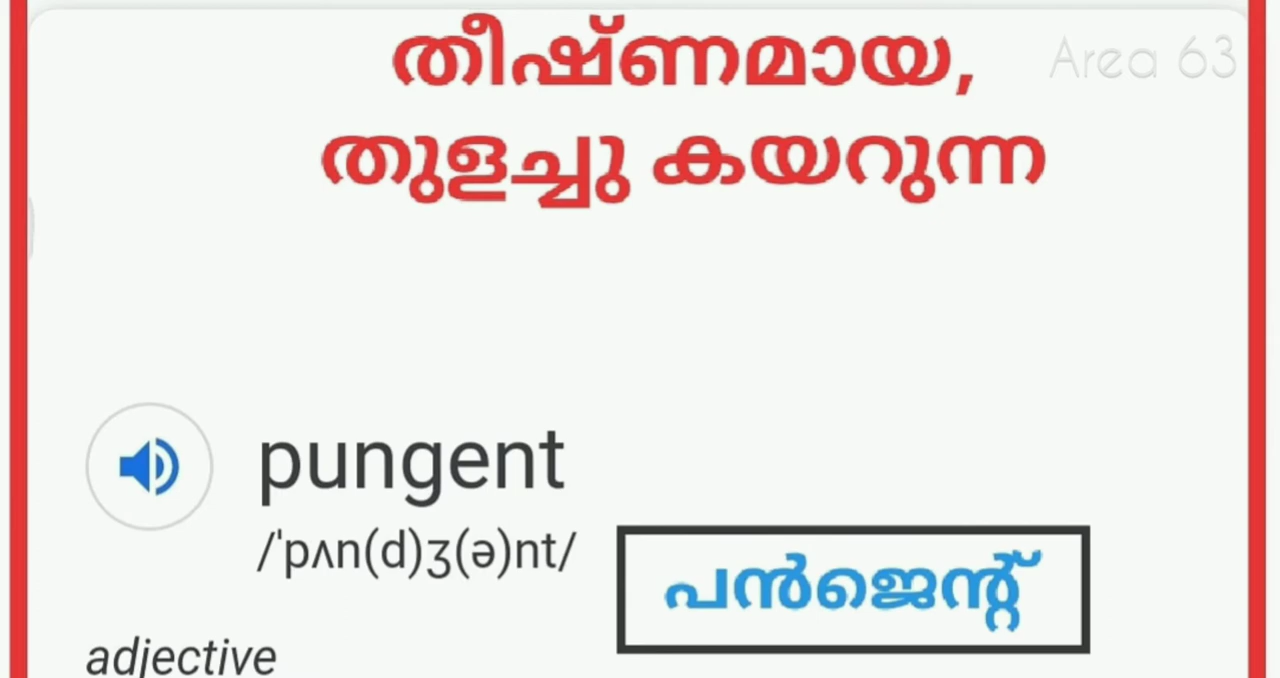 തീഷ്ണമായ,
Area 63
തുളച്ചു കയറുന്ന
pungent
/ˈpʌn(d)ʒ(ə)nt/
പൻജെന്റ്
adjective